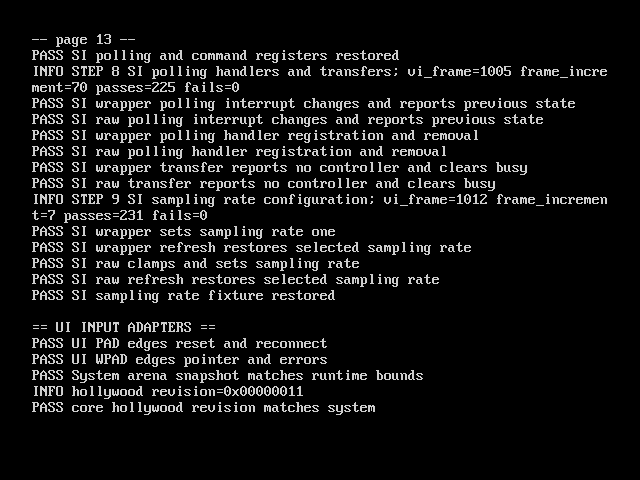 -- page 13 --
PASS SI polling and command registers restored
INFO STEP 8 SI polling handlers and transfers; vi_frame=1005 frame_incre
ment=70 passes=225 fails=0
PASS SI wrapper polling interrupt changes and reports previous state
PASS SI raw polling interrupt changes and reports previous state
PASS SI wrapper polling handler registration and removal
PASS SI raw polling handler registration and removal
PASS SI wrapper transfer reports no controller and clears busy
PASS SI raw transfer reports no controller and clears busy
INFO STEP 9 SI sampling rate configuration; vi_frame=1012 frame_incremen
t=7 passes=231 fails=0
PASS SI wrapper sets sampling rate one
PASS SI wrapper refresh restores selected sampling rate
PASS SI raw clamps and sets sampling rate
PASS SI raw refresh restores selected sampling rate
PASS SI sampling rate fixture restored
== UI INPUT ADAPTERS ==
PASS UI PAD edges reset and reconnect
PASS UI WPAD edges pointer and errors
PASS System arena snapshot matches runtime bounds
INFO hollywood revision=0x00000011
PASS core hollywood revision matches system